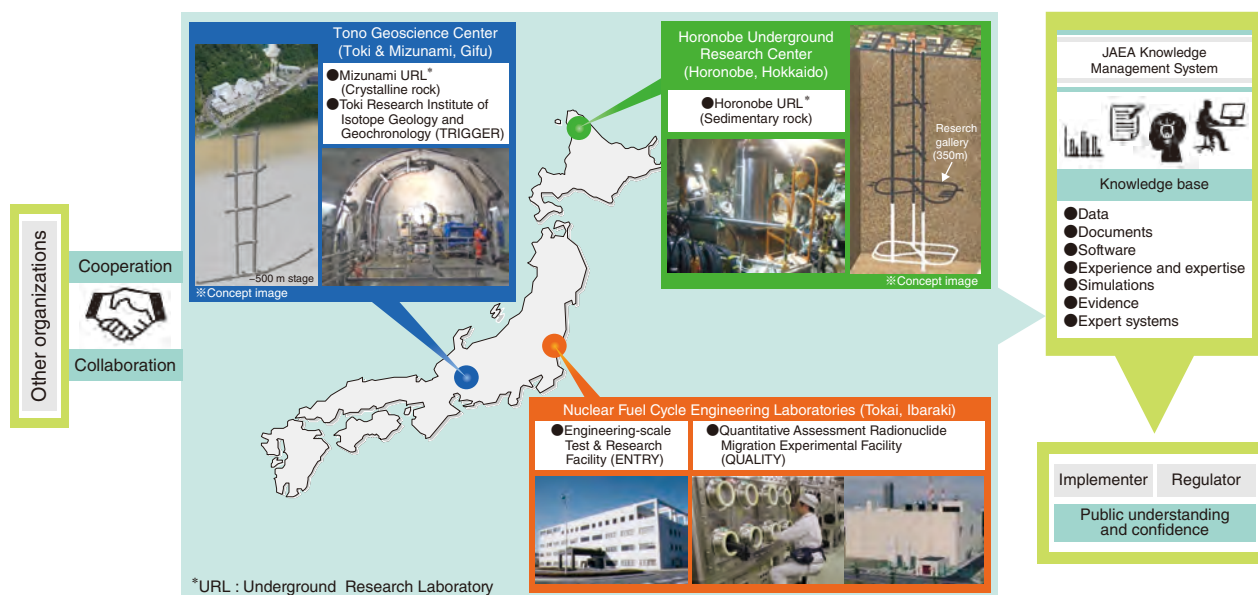 Other organizations
Cooperation
Collaboration
Tono Geoscience Center
(Toki & Mizunami, Gifu)
●Mizunami URL*
(Crystalline rock)
●Toki Research Institute of
Isotope Geology and
Geochronology (TRIGGER)
−500 m stage
※Concept image
Horonobe Underground
Research Center
(Horonobe, Hokkaido)
●Horonobe URL*
(Sedimentary rock)
Reserch
gallery
(350m)
※Concept image
Nuclear Fuel Cycle Engineering Laboratories (Tokai, Ibaraki)
●Engineering-scale
Test & Research
Facility (ENTRY)
●Quantitative Assessment Radionuclide
Migration Experimental Facility
(QUALITY)
*URL : Underground Research Laboratory
JAEA Knowledge
Management System
Knowledge base
●Data
●Documents
●Software
●Experience and expertise
●Simulations
●Evidence
●Expert systems
Implementer
Regulator
Public understanding
and confidence